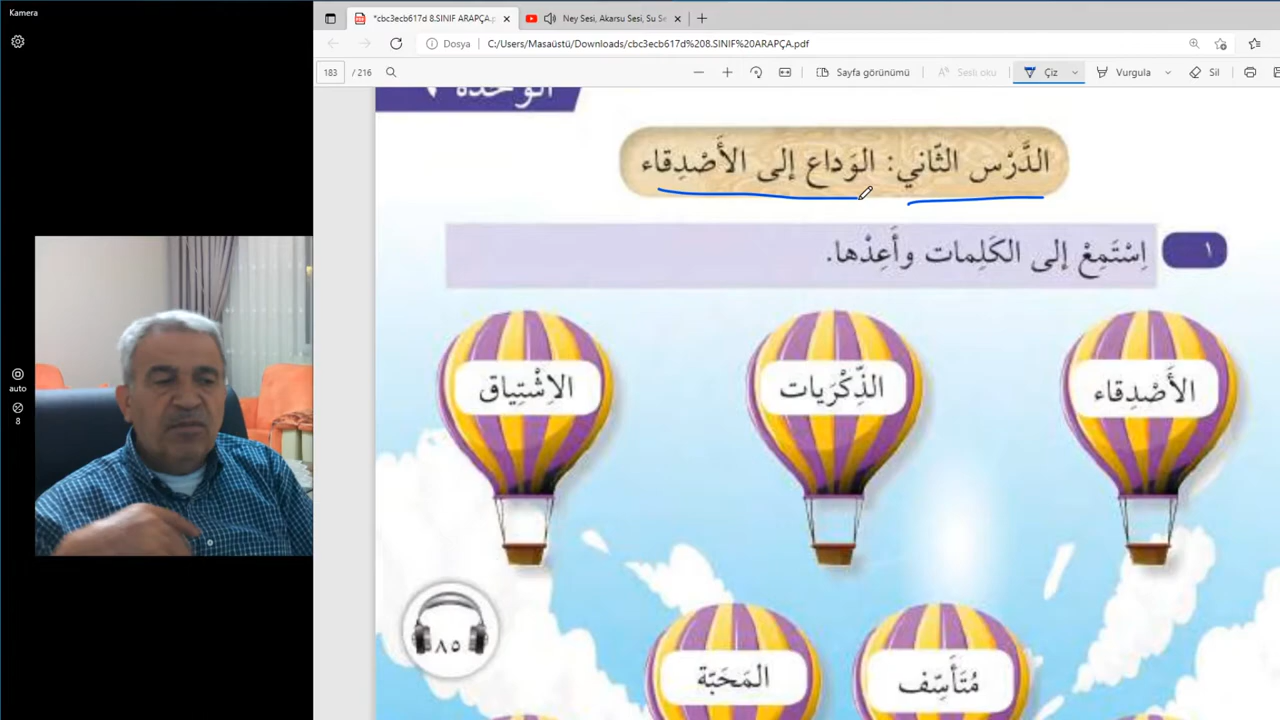 Kamera
*cbc3ecb617d 8.SINIF ARAPÇA.p
Ney Sesi, Akarsu Sesi, Su Se
Dosya
C:/Users/Masaüstü/Downloads/cbc3ecb617d%208.SINIF%20ARAPÇA.pdf
183 / 216
Sayfa görünümü
Sesli oku
Çiz
Vurgula
Sil
الوَحْدَة ٧
الدَّرْس الثّاني: الوَداع إلى الأَصْدِقاء
١ اِسْتَمِعْ إلى الكَلِمات وأَعِدْها.
الأَصْدِقاء
الذِّكْرَيات
الاِشْتِياق
auto
8
٨٥
مُتَأَسِّف
المَحَبّة